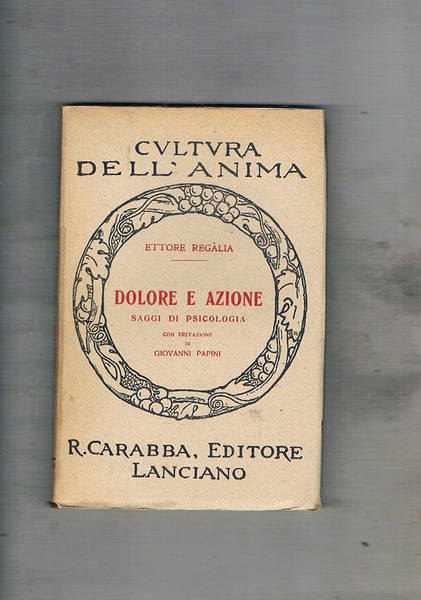 CVLTVRA
DELL'ANIMA
ETTORE REGÀLIA
DOLORE E AZIONE
SAGGI DI PSICOLOGIA
CON PREFAZIONE
DI
GIOVANNI PAPINI
R. CARABBA, EDITORE
LANCIANO